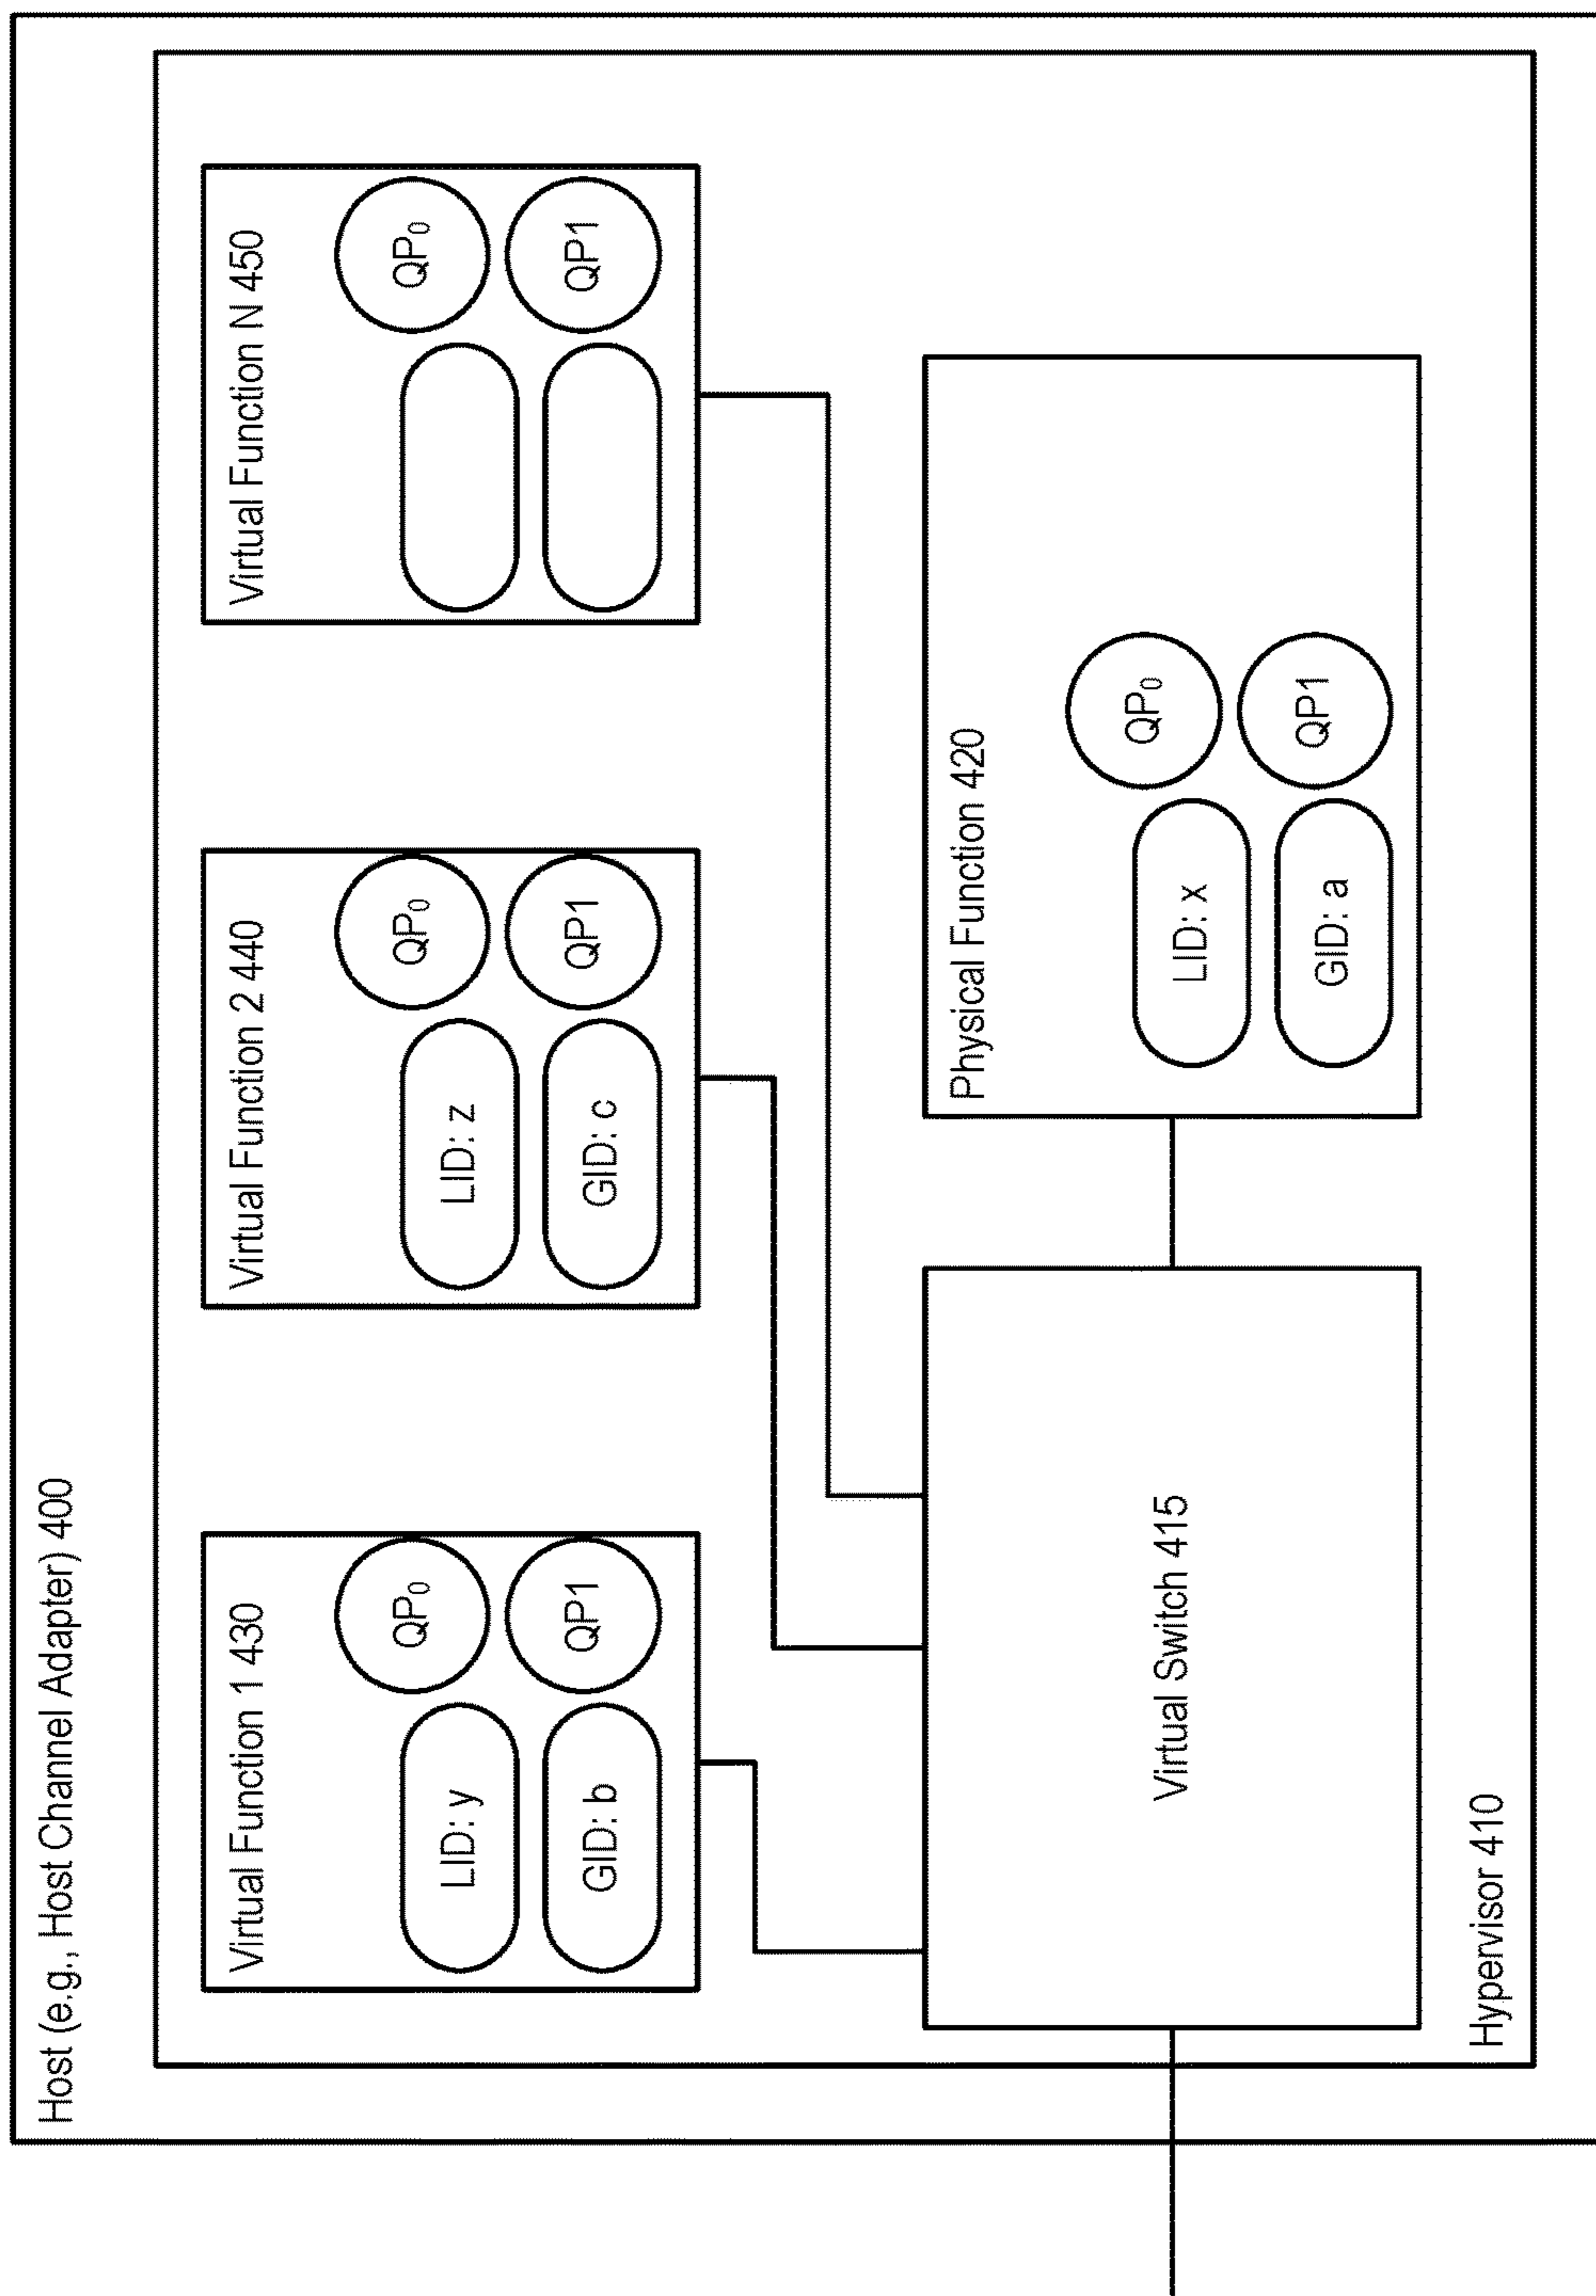 Host (e.g., Host Channel Adapter) 400
Virtual Function 1 430
QP₀
LID: y
QP1
GID: b
Virtual Function 2 440
QP₀
LID: z
QP1
GID: c
Virtual Function N 450
QP₀
QP1
Virtual Switch 415
Physical Function 420
QP₀
LID: x
QP1
GID: a
Hypervisor 410